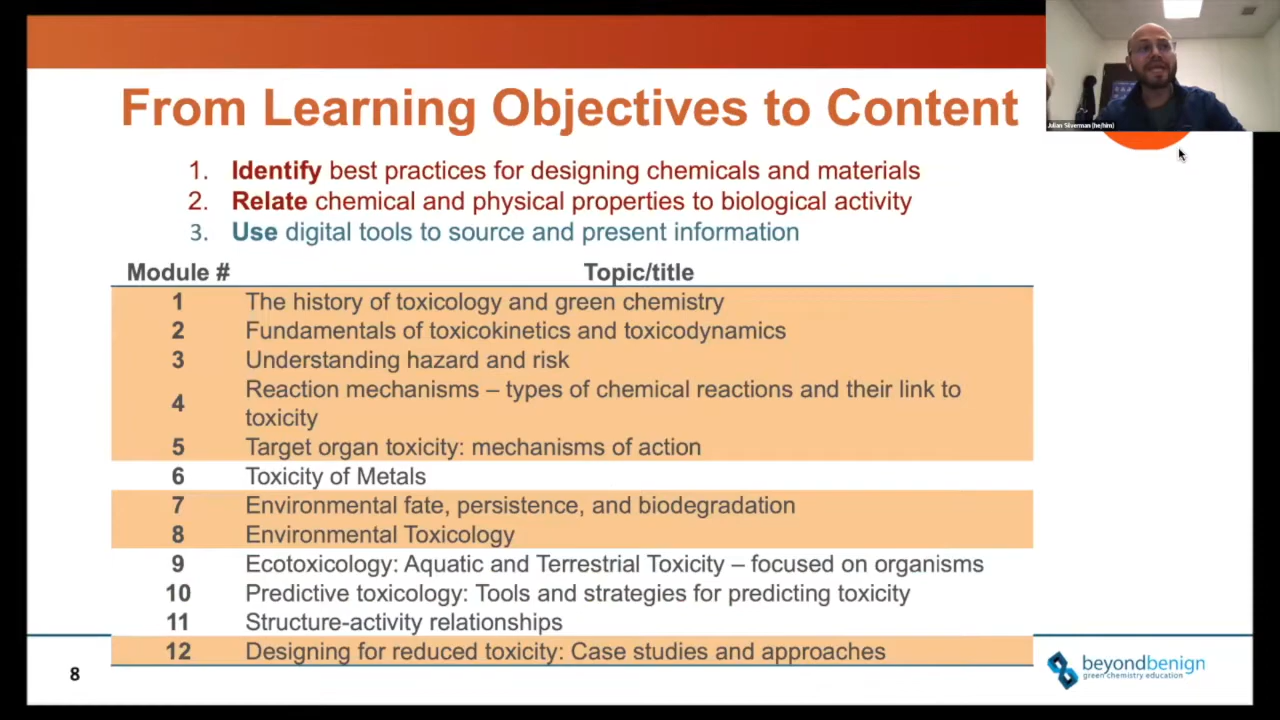 From Learning Objectives to Content
Julian Silverman (he/him)
1. Identify best practices for designing chemicals and materials
2. Relate chemical and physical properties to biological activity
3. Use digital tools to source and present information
Module # Topic/title
1 The history of toxicology and green chemistry
2 Fundamentals of toxicokinetics and toxicodynamics
3 Understanding hazard and risk
4 Reaction mechanisms – types of chemical reactions and their link to
toxicity
5 Target organ toxicity: mechanisms of action
6 Toxicity of Metals
7 Environmental fate, persistence, and biodegradation
8 Environmental Toxicology
9 Ecotoxicology: Aquatic and Terrestrial Toxicity – focused on organisms
10 Predictive toxicology: Tools and strategies for predicting toxicity
11 Structure-activity relationships
12 Designing for reduced toxicity: Case studies and approaches
8
beyondbenign
green chemistry education